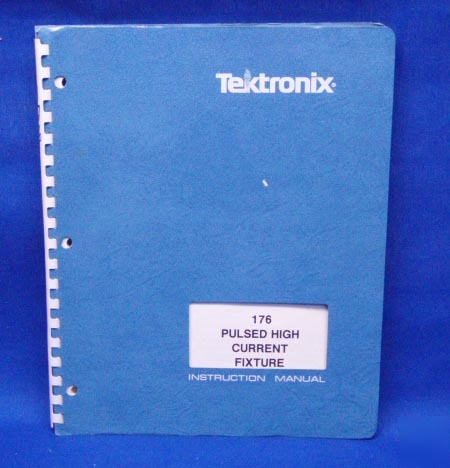 Tektronix®
176
PULSED HIGH
CURRENT
FIXTURE
INSTRUCTION MANUAL